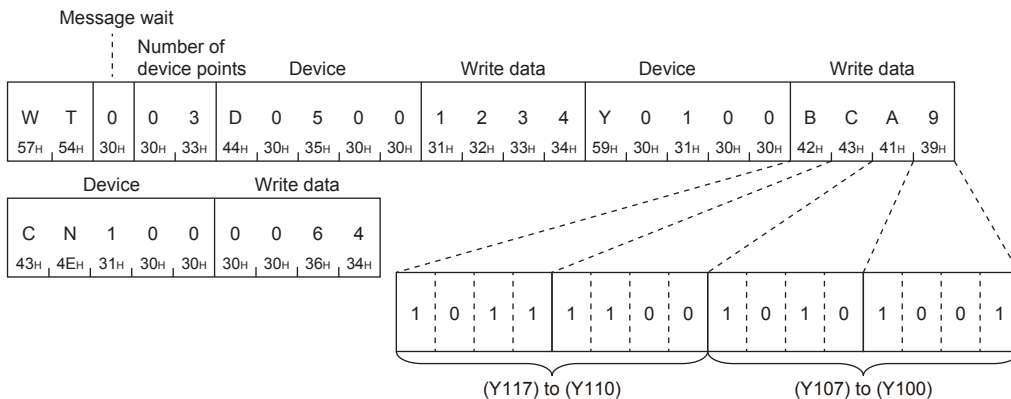 Message wait
Number of
device points Device Write data Device Write data
W T 0 0 3 D 0 5 0 0 1 2 3 4 Y 0 1 0 0 B C A 9
57H 54H 30H 30H 33H 44H 30H 35H 30H 30H 31H 32H 33H 34H 59H 30H 31H 30H 30H 42H 43H 41H 39H
Device Write data
C N 1 0 0 0 0 6 4
43H 4EH 31H 30H 30H 30H 30H 36H 34H
1 0 1 1 1 1 0 0 1 0 1 0 1 0 0 1
(Y117) to (Y110) (Y107) to (Y100)